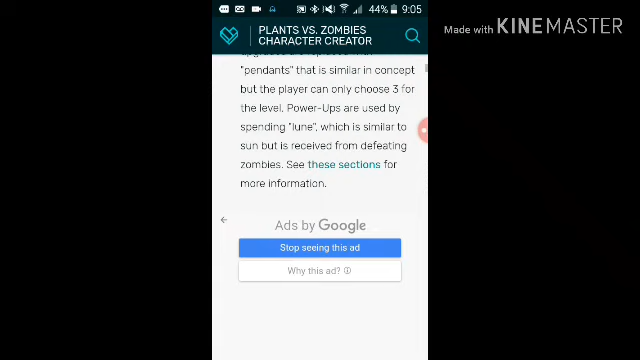 44% 9:05
Made with KINEMASTER
PLANTS VS. ZOMBIES
CHARACTER CREATOR
"pendants" that is similar in concept
but the player can only choose 3 for
the level. Power-Ups are used by
spending "lune", which is similar to
sun but is received from defeating
zombies. See these sections for
more information.
Ads by Google
Stop seeing this ad
Why this ad?